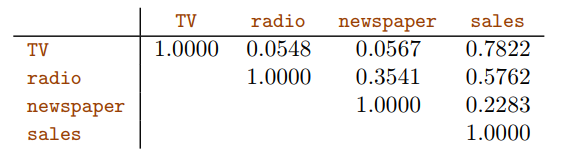 TV radio newspaper sales
TV 1.0000 0.0548 0.0567 0.7822
radio 1.0000 0.3541 0.5762
newspaper 1.0000 0.2283
sales 1.0000